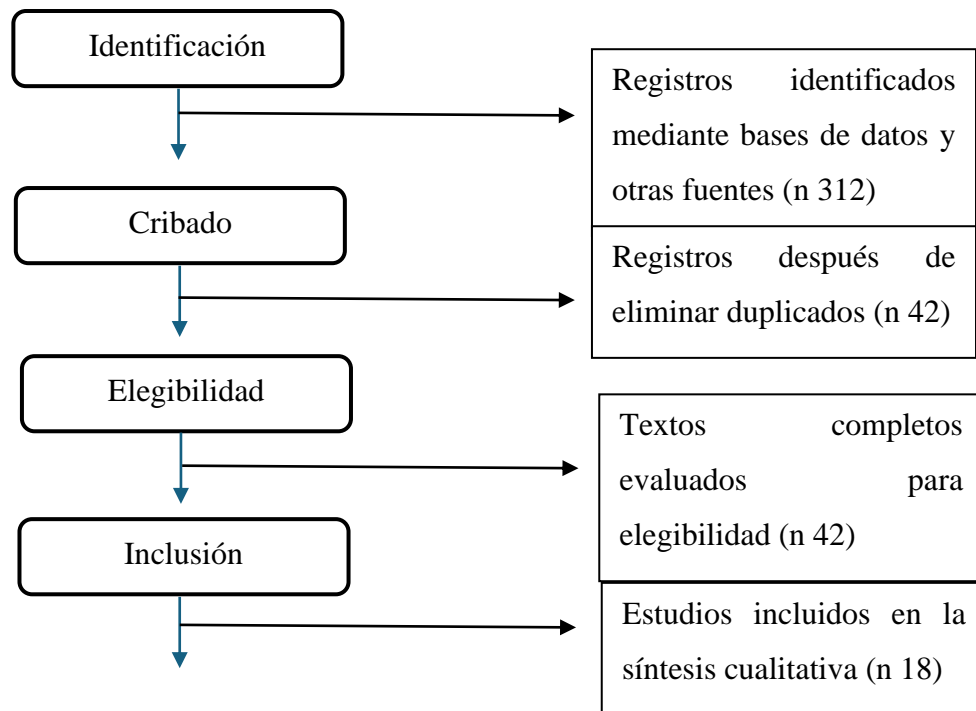 Identificación
Registros identificados
mediante bases de datos y
otras fuentes (n 312)
Cribado
Registros después de
eliminar duplicados (n 42)
Elegibilidad
Textos completos
evaluados para
elegibilidad (n 42)
Inclusión
Estudios incluidos en la
síntesis cualitativa (n 18)